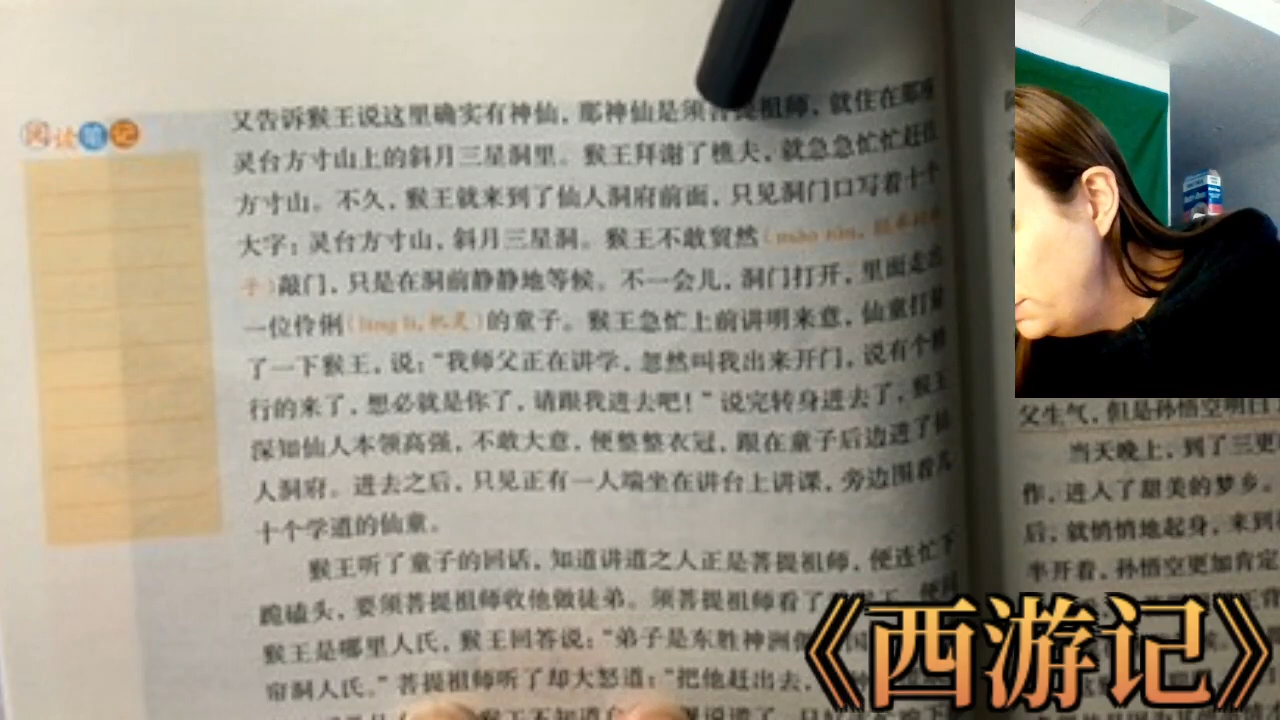 阅读笔记
又告诉猴王说这里确实有神仙，那神仙是须菩提祖师，就住在那座
灵台方寸山上的斜月三星洞里。猴王拜谢了樵夫，就急急忙忙赶往
方寸山。不久，猴王就来到了仙人洞府前面，只见洞门口写着十个
大字：灵台方寸山，斜月三星洞。猴王不敢贸然（mào rán，
子）敲门，只是在洞前静静地等候。不一会儿，洞门打开，里面走出
一位伶俐（líng lì，机灵）的童子。猴王急忙上前讲明来意，仙童打量
了一下猴王，说：“我师父正在讲学，忽然叫我出来开门，说有个修
行的来了，想必就是你了，请跟我进去吧！”说完转身进去了，猴王
深知仙人本领高强，不敢大意，便整整衣冠，跟在童子后边进了仙
人洞府。进去之后，只见正有一人端坐在讲台上讲课，旁边围着几
十个学道的仙童。
猴王听了童子的回话，知道讲道之人正是菩提祖师，便连忙下
跪磕头，要须菩提祖师收他做徒弟。须菩提祖师看了
猴王是哪里人氏，猴王回答说：“弟子是东胜神洲
帘洞人氏。”菩提祖师听了却大怒道：“把他赶出去，
父生气，但是孙悟空明白，
当天晚上，到了三更
作，进入了甜美的梦乡。
后，就悄悄地起身，来到
半开着，孙悟空更加肯定
《西游记》